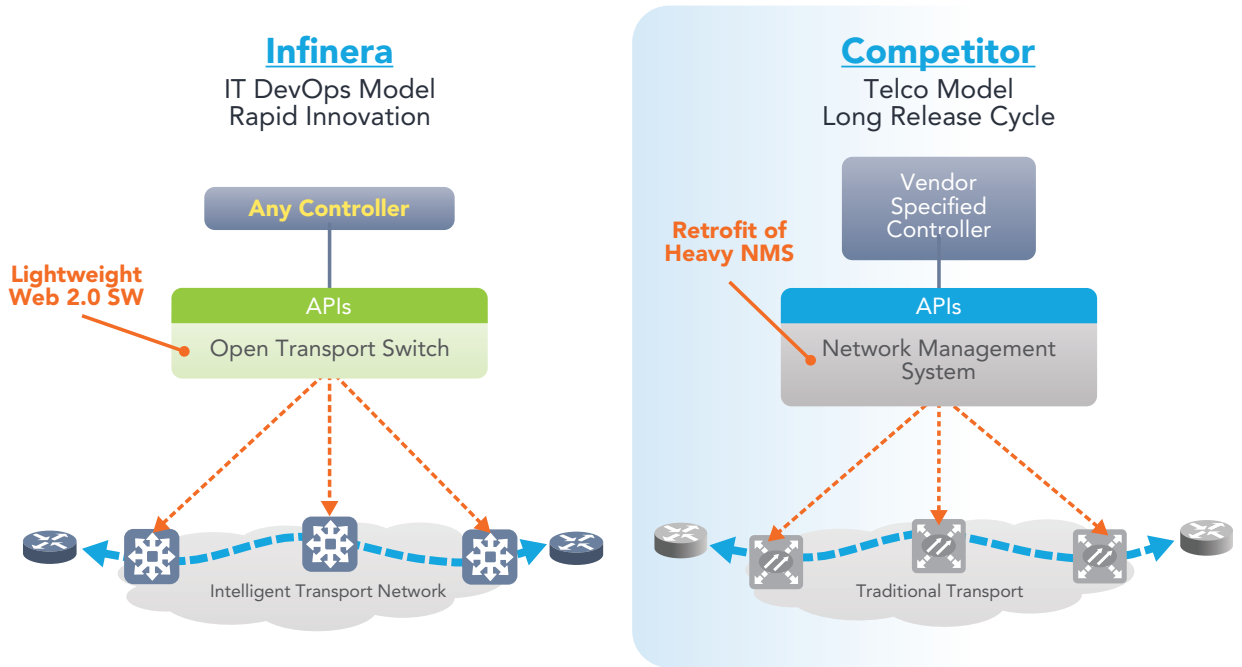 Infinera
IT DevOps Model
Rapid Innovation
Any Controller
Lightweight
Web 2.0 SW
APIs
Open Transport Switch
Intelligent Transport Network
Competitor
Telco Model
Long Release Cycle
Vendor
Specified
Controller
Retrofit of
Heavy NMS
APIs
Network Management
System
Traditional Transport